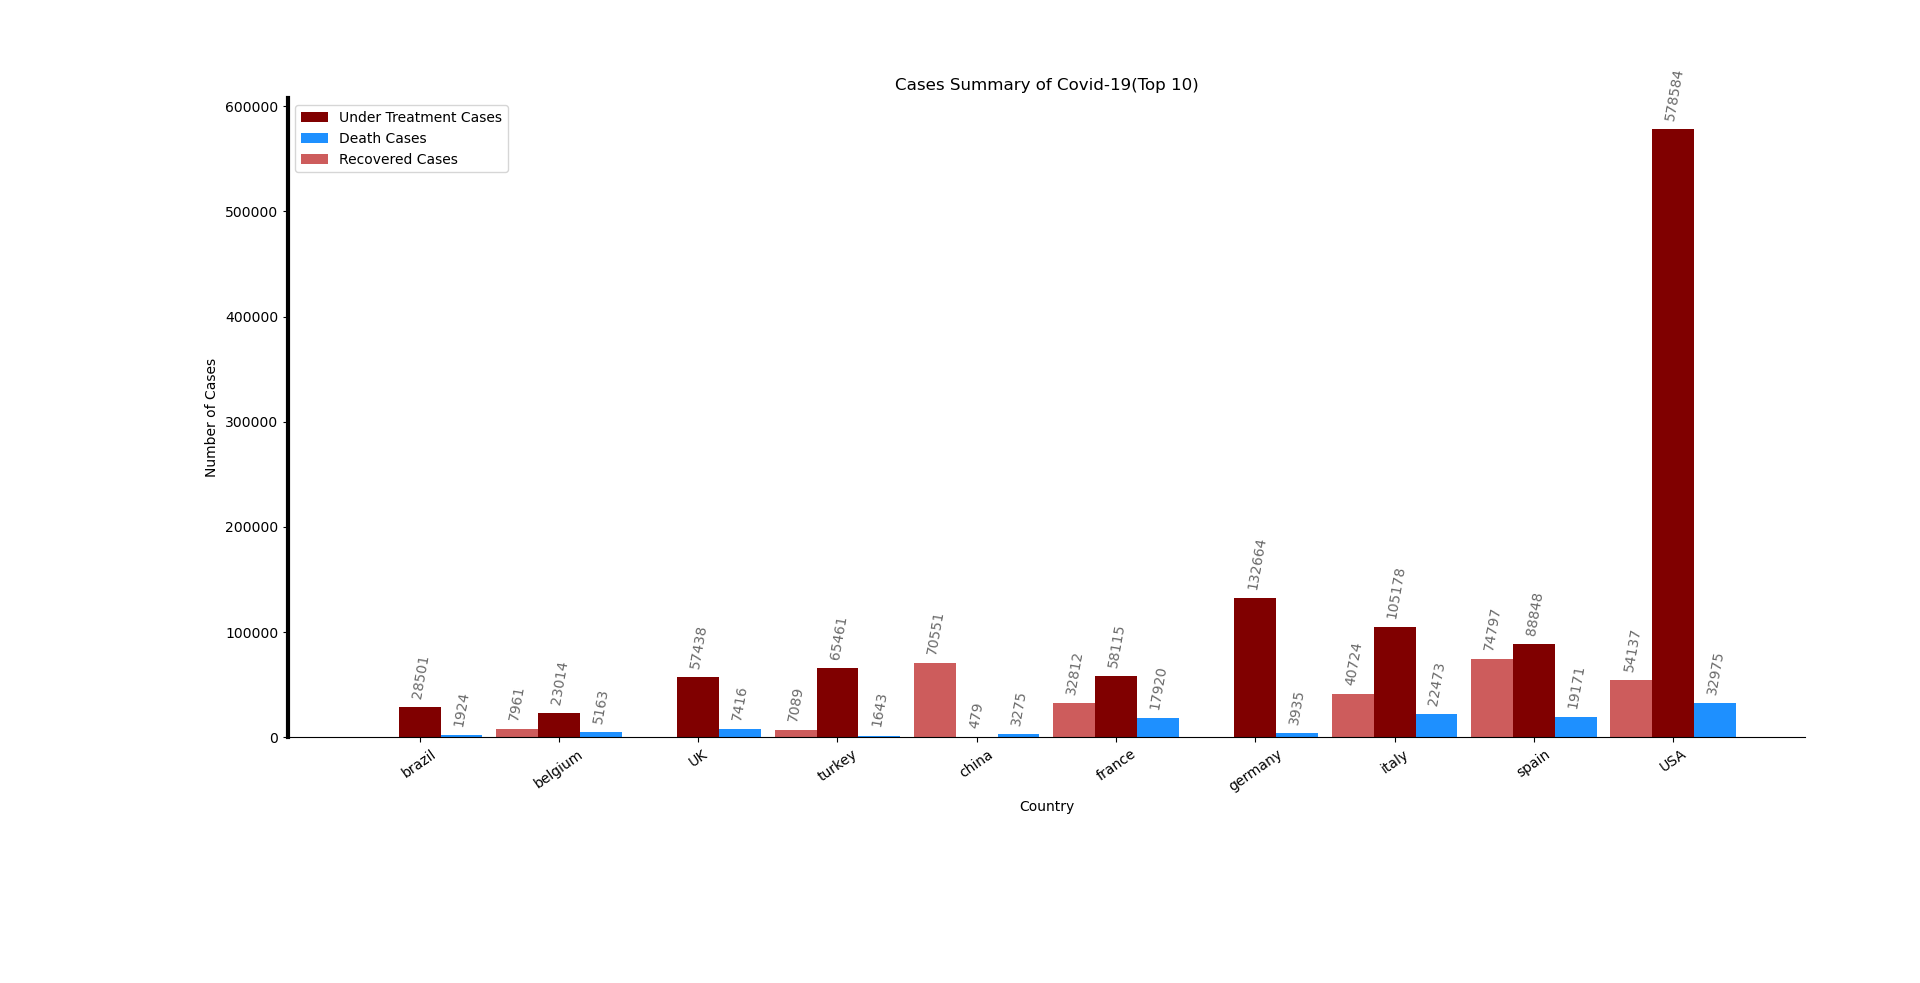 Cases Summary of Covid-19(Top 10)
Under Treatment Cases
Death Cases
Recovered Cases
Number of Cases
600000
500000
400000
300000
200000
100000
0
28501
1924
7961
23014
5163
57438
7416
7089
65461
1643
70551
479
3275
32812
58115
17920
132664
3935
40724
105178
22473
74797
88848
19171
54137
578584
32975
brazil
belgium
UK
turkey
china
france
germany
italy
spain
USA
Country